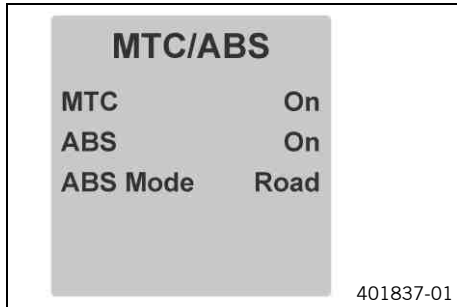 MTC/ABS
MTC On
ABS On
ABS Mode Road
401837-01